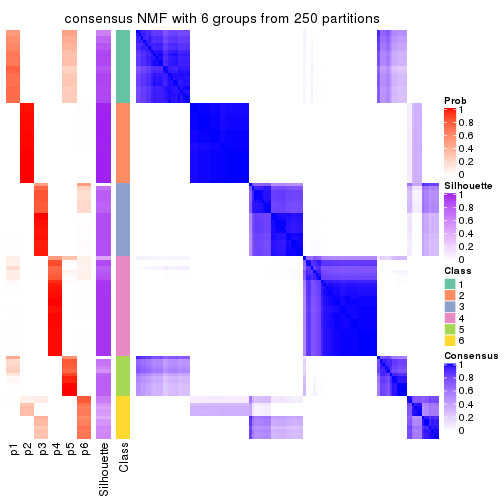 consensus NMF with 6 groups from 250 partitions
Prob
1
0.8
0.6
0.4
0.2
0
Silhouette
1
0.8
0.6
0.4
0.2
0
Class
1
2
3
4
5
6
Consensus
1
0.8
0.6
0.4
0.2
0
p1
p2
p3
p4
p5
p6
Silhouette
Class